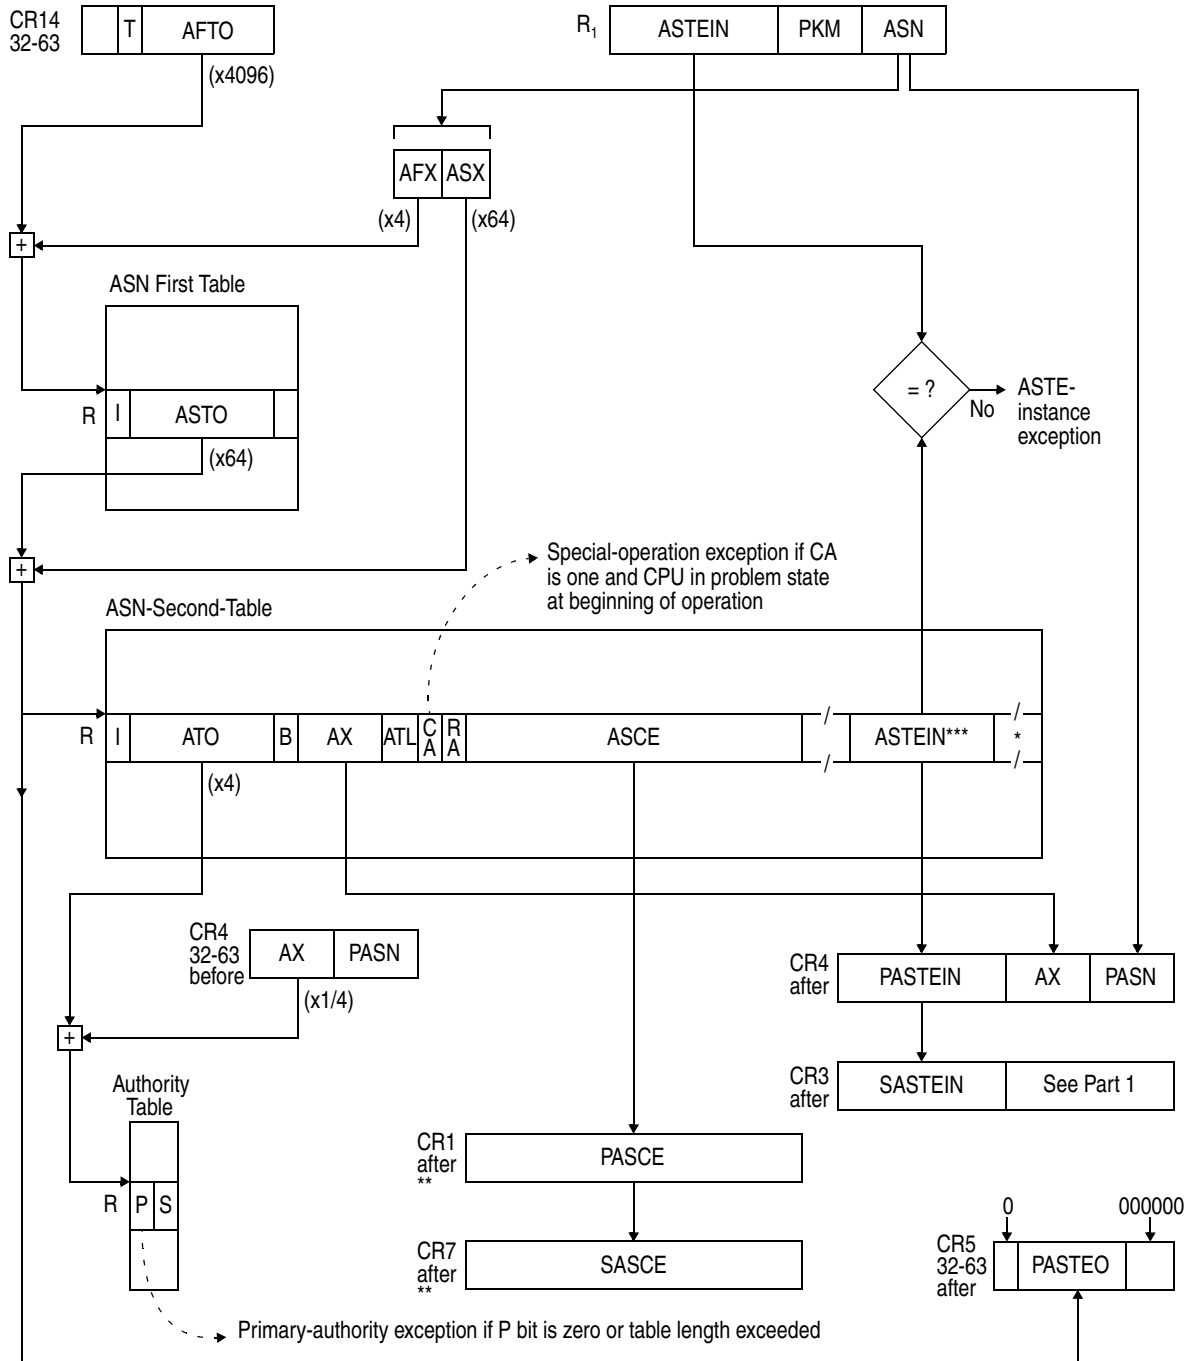 CR14
32-63
T
AFTO
(x4096)
R1
ASTEIN
PKM
ASN
AFX
ASX
(x4)
(x64)
+
ASN First Table
R
I
ASTO
(x64)
= ?
No
ASTE-
instance
exception
+
Special-operation exception if CA
is one and CPU in problem state
at beginning of operation
ASN-Second-Table
R
I
ATO
B
AX
ATL
CA
RA
ASCE
/
/
ASTEIN***
/
*
/
(x4)
CR4
32-63
before
AX
PASN
(x1/4)
+
CR4
after
PASTEIN
AX
PASN
CR3
after
SASTEIN
See Part 1
Authority
Table
R
P
S
CR1
after
**
PASCE
CR7
after
**
SASCE
0
000000
CR5
32-63
after
PASTEO
Primary-authority exception if P bit is zero or table length exceeded